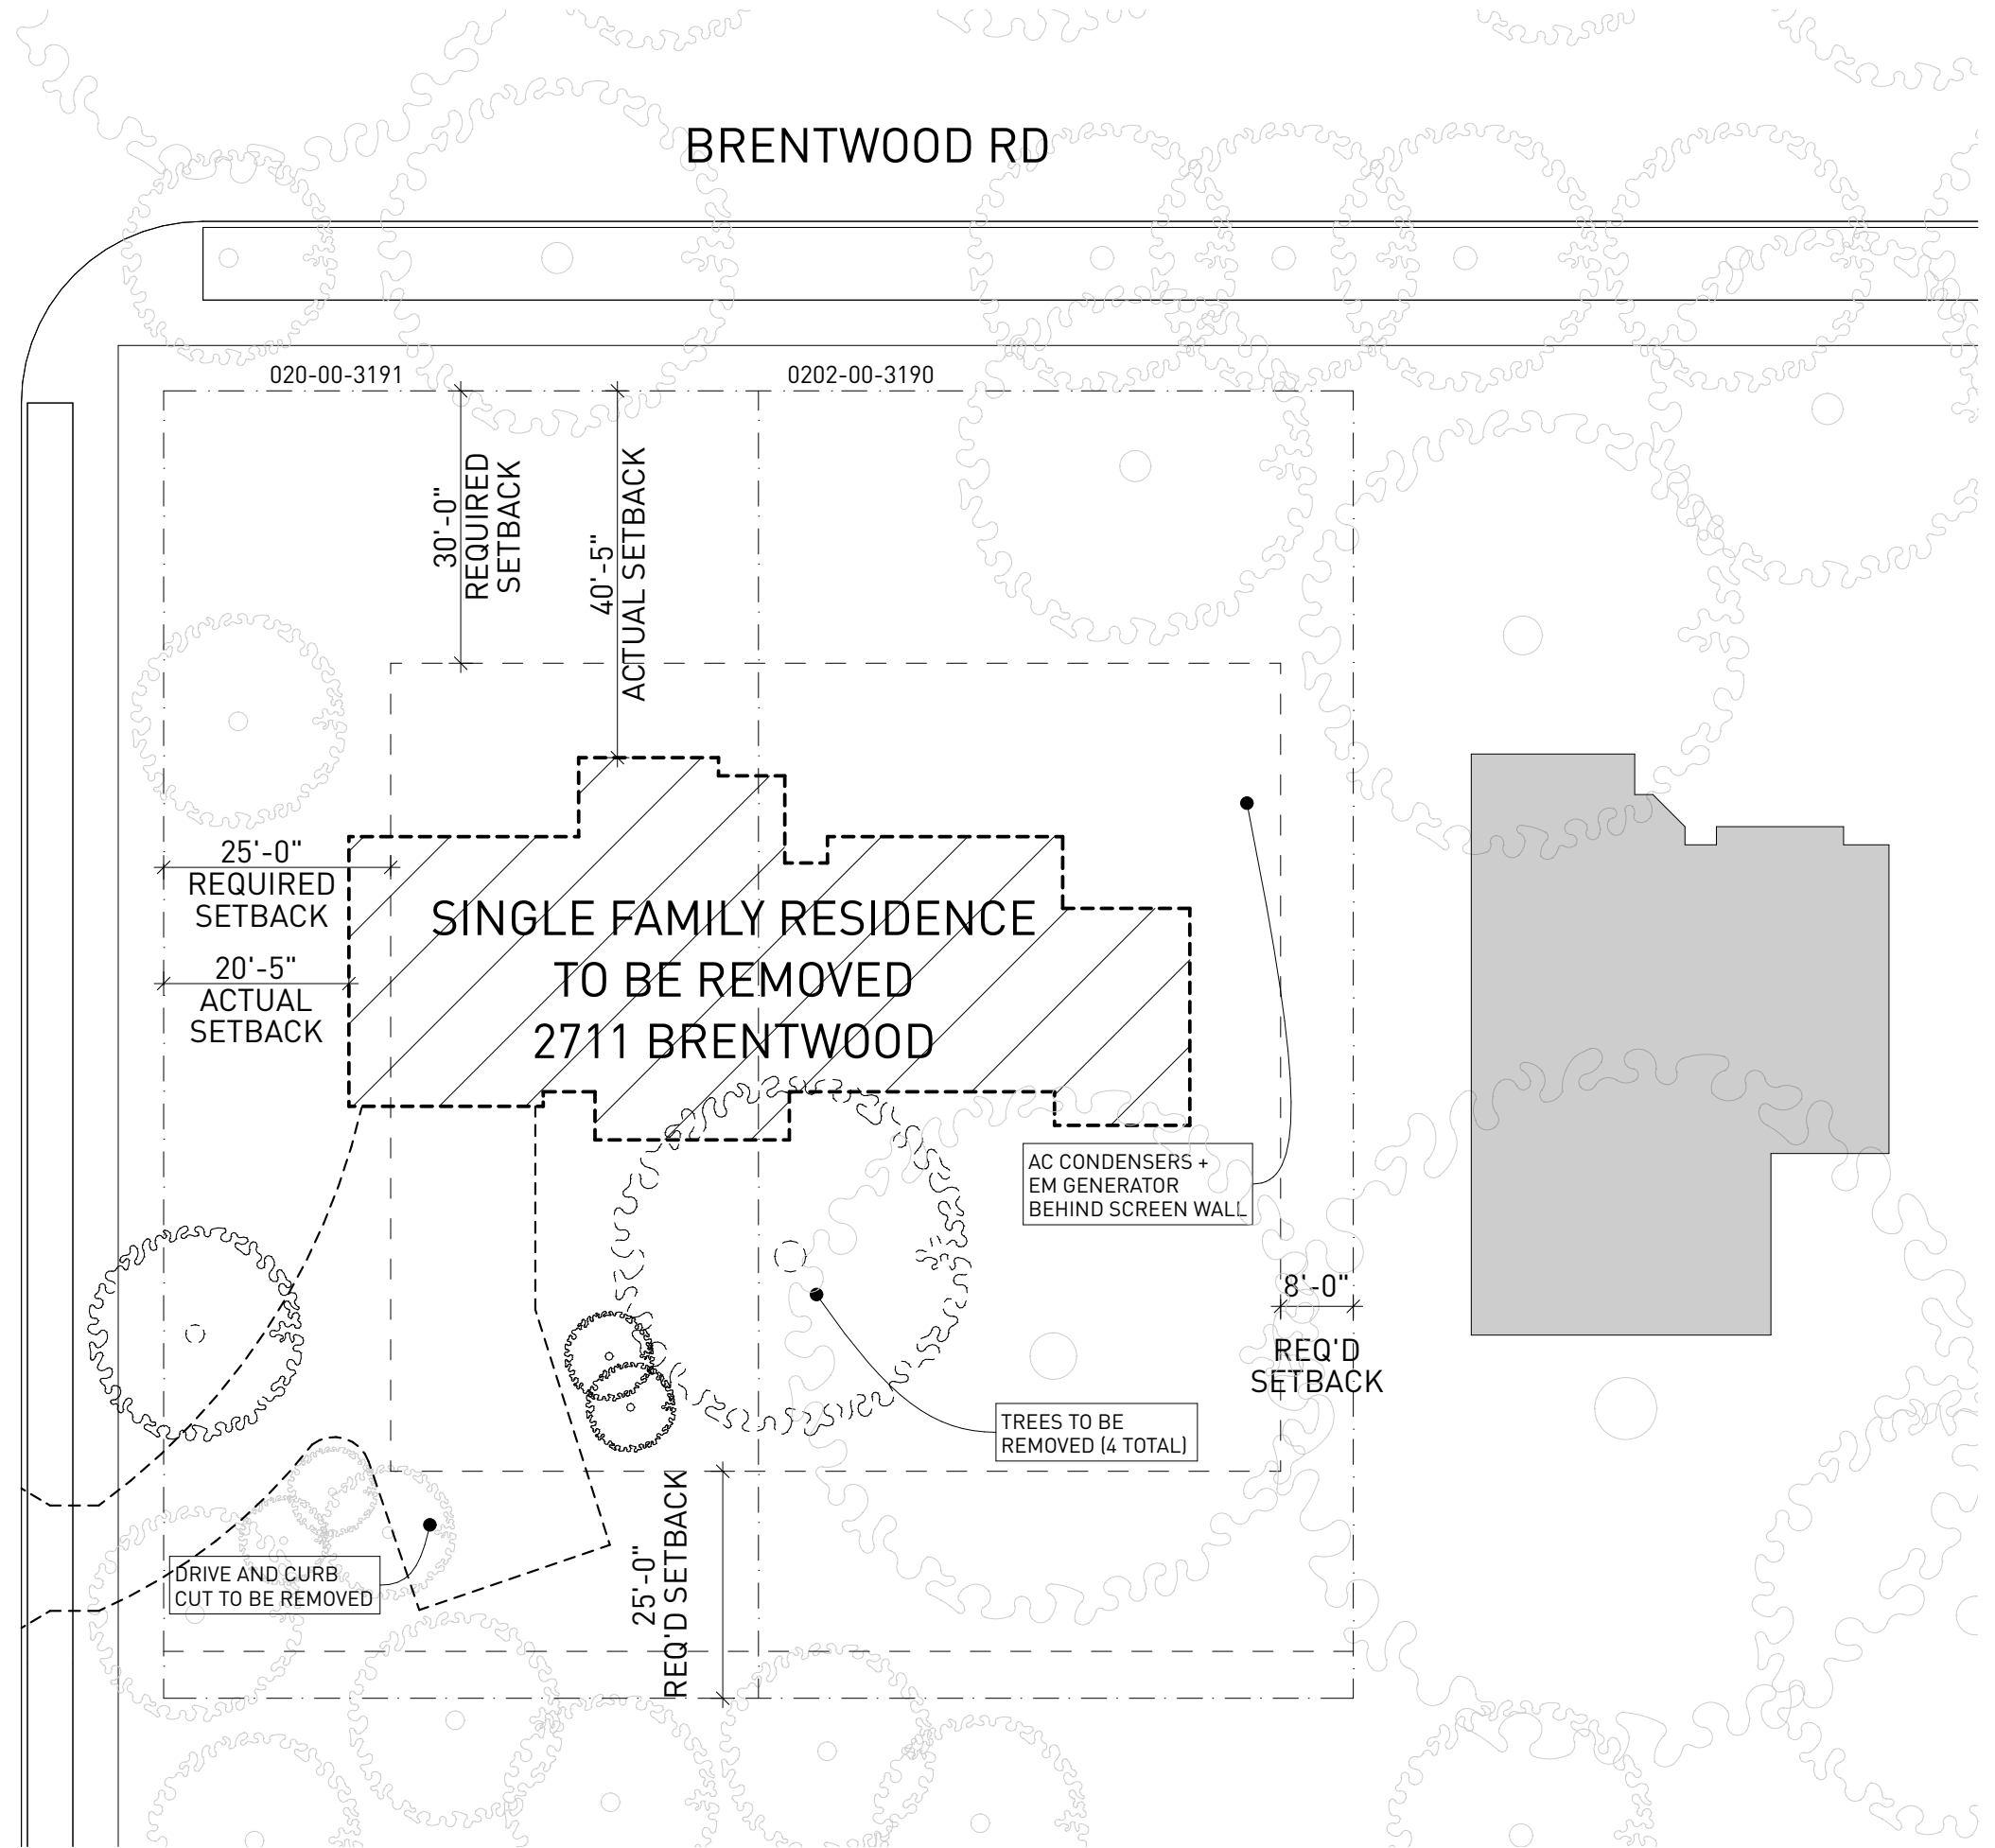 BRENTWOOD RD
020-00-3191
0202-00-3190
30'-0"
REQUIRED
SETBACK
40'-5"
ACTUAL SETBACK
25'-0"
REQUIRED
SETBACK
20'-5"
ACTUAL
SETBACK
SINGLE FAMILY RESIDENCE
TO BE REMOVED
2711 BRENTWOOD
AC CONDENSERS +
EM GENERATOR
BEHIND SCREEN WALL
8'-0"
REQ'D
SETBACK
TREES TO BE
REMOVED (4 TOTAL)
25'-0"
REQ'D SETBACK
DRIVE AND CURB
CUT TO BE REMOVED